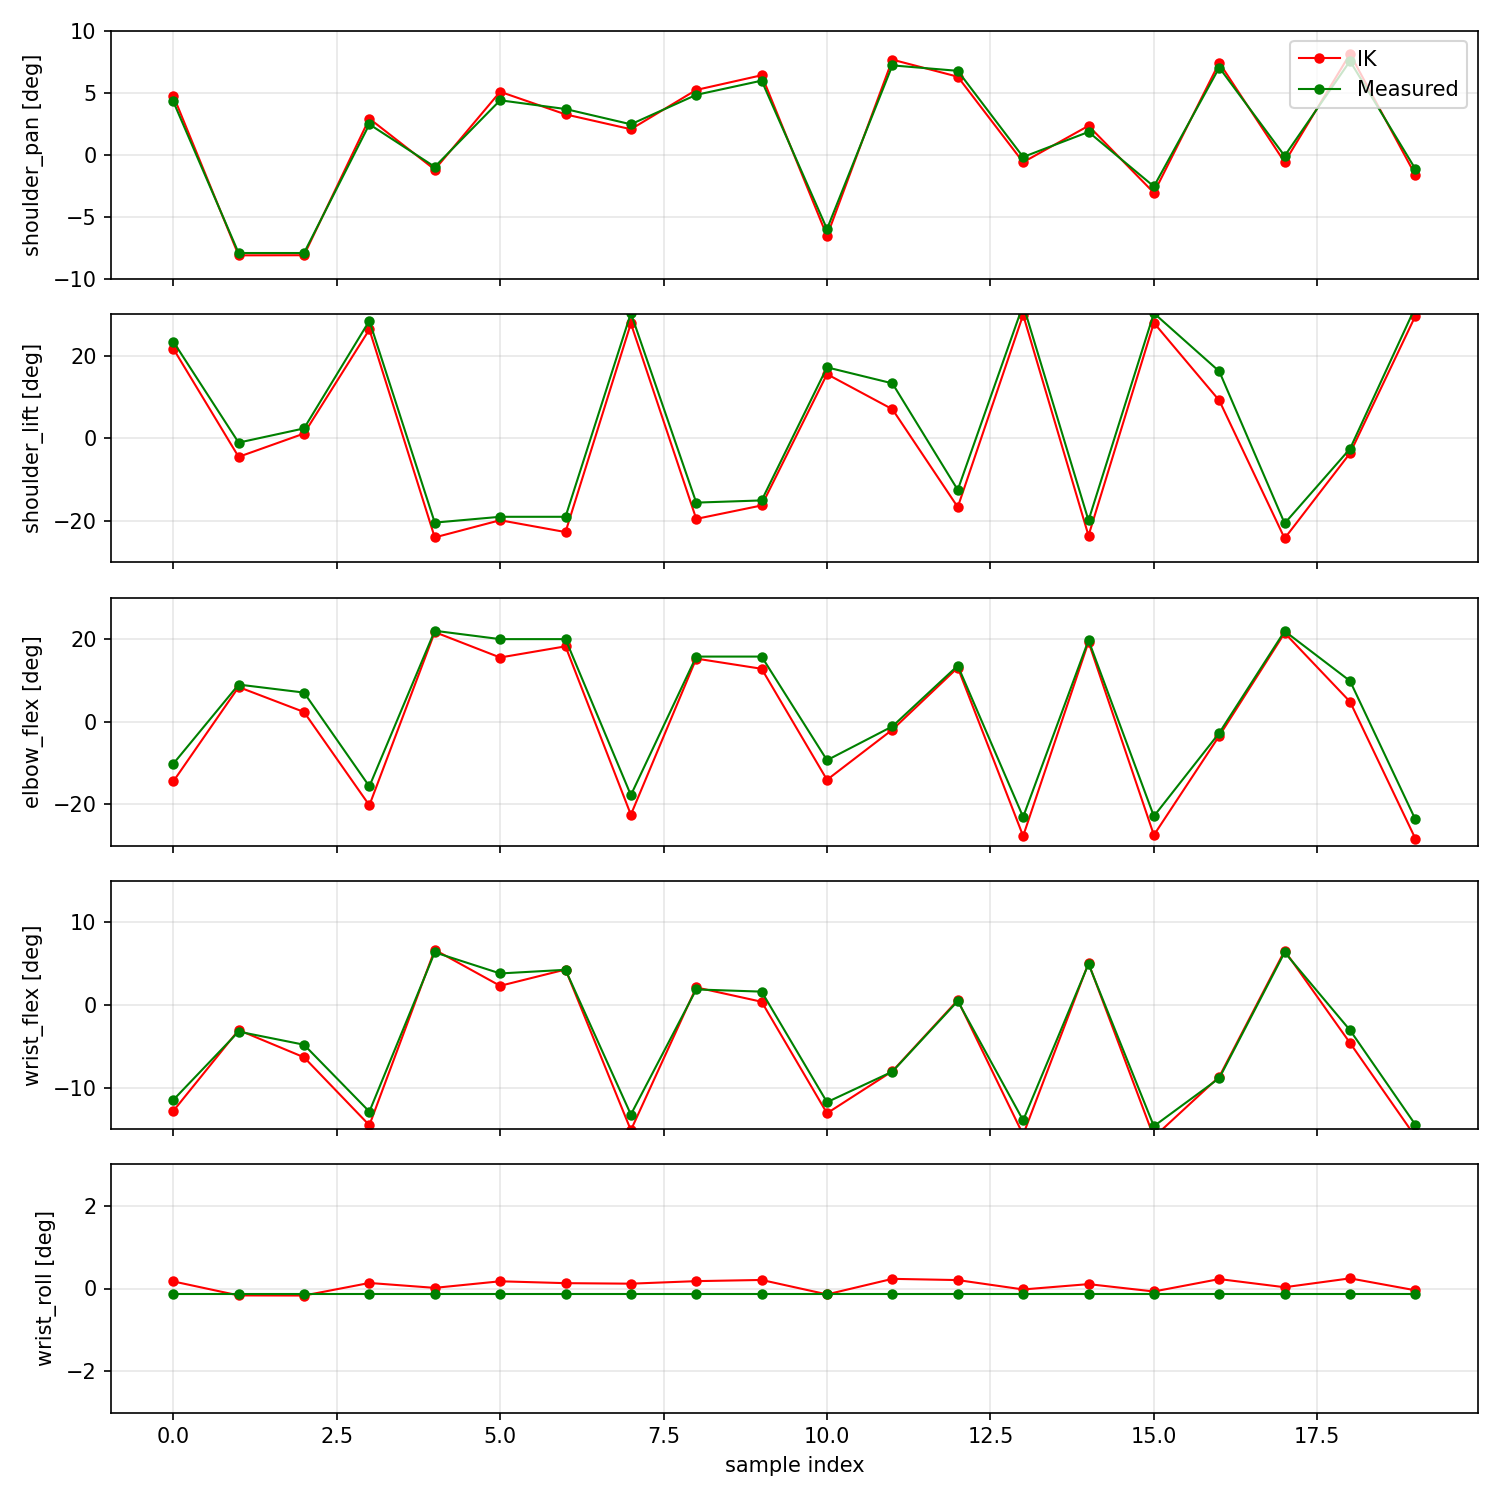 10
5
0
−5
−10
shoulder_pan [deg]
IK
Measured
20
0
−20
shoulder_lift [deg]
20
0
−20
elbow_flex [deg]
10
0
−10
wrist_flex [deg]
2
0
−2
wrist_roll [deg]
0.0 2.5 5.0 7.5 10.0 12.5 15.0 17.5
sample index